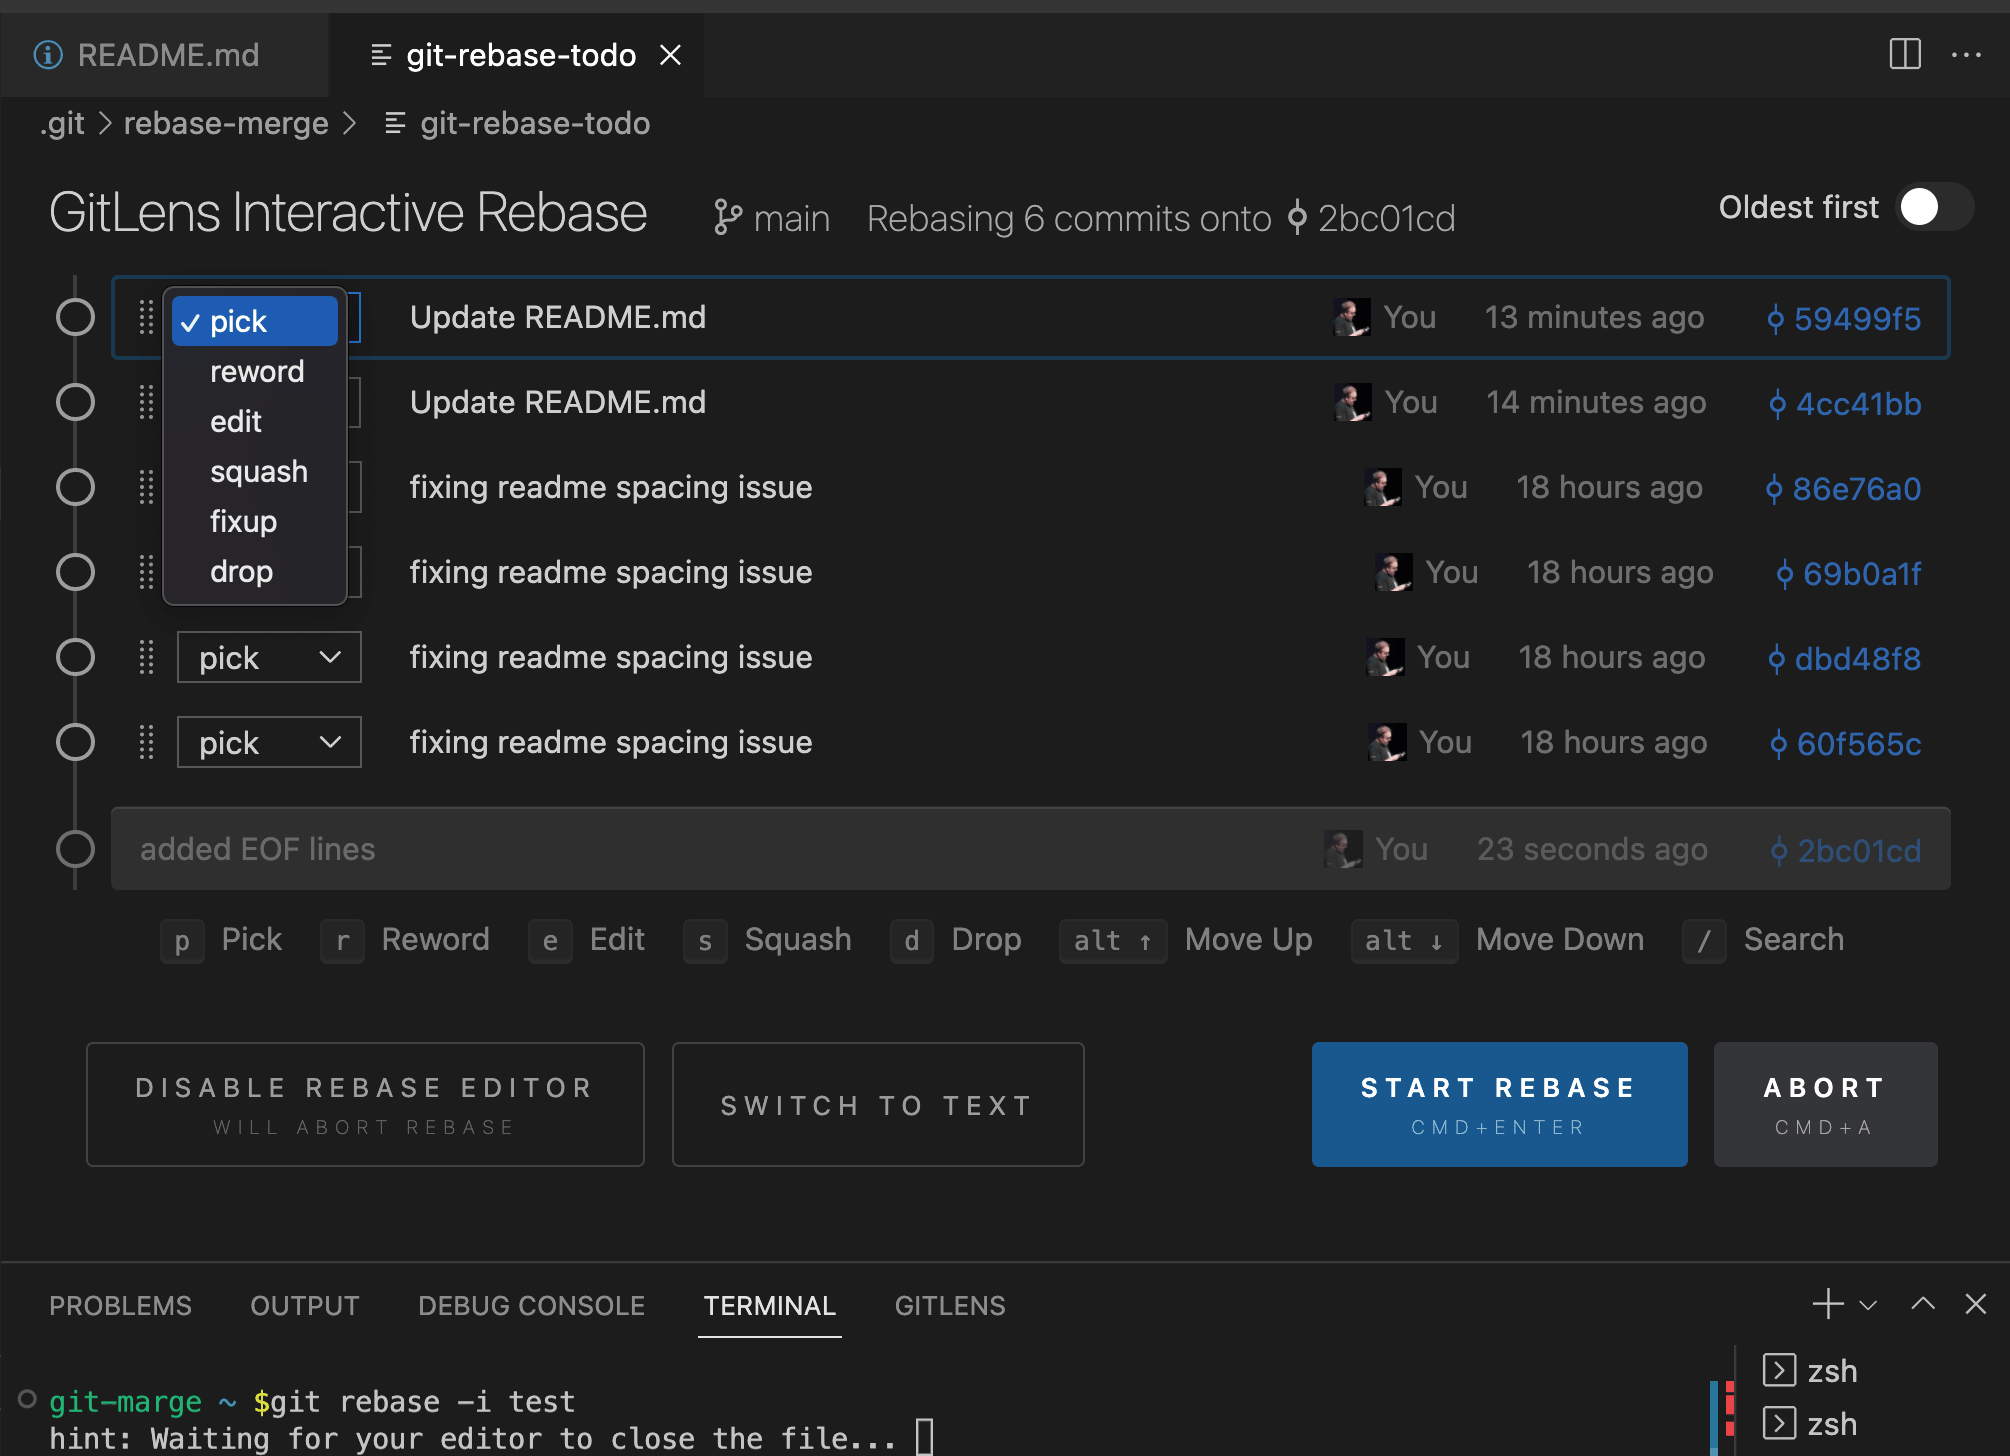 README.md git-rebase-todo
.git > rebase-merge > git-rebase-todo
GitLens Interactive Rebase main Rebasing 6 commits onto 2bc01cd Oldest first
pick Update README.md You 13 minutes ago 59499f5
reword
edit Update README.md You 14 minutes ago 4cc41bb
squash fixing readme spacing issue You 18 hours ago 86e76a0
fixup
drop fixing readme spacing issue You 18 hours ago 69b0a1f
pick fixing readme spacing issue You 18 hours ago dbd48f8
pick fixing readme spacing issue You 18 hours ago 60f565c
added EOF lines You 23 seconds ago 2bc01cd
p Pick r Reword e Edit s Squash d Drop alt ↑ Move Up alt ↓ Move Down / Search
DISABLE REBASE EDITOR
WILL ABORT REBASE
SWITCH TO TEXT
START REBASE
CMD+ENTER
ABORT
CMD+A
PROBLEMS OUTPUT DEBUG CONSOLE TERMINAL GITLENS
git-marge ~ $git rebase -i test
hint: Waiting for your editor to close the file...
zsh
zsh